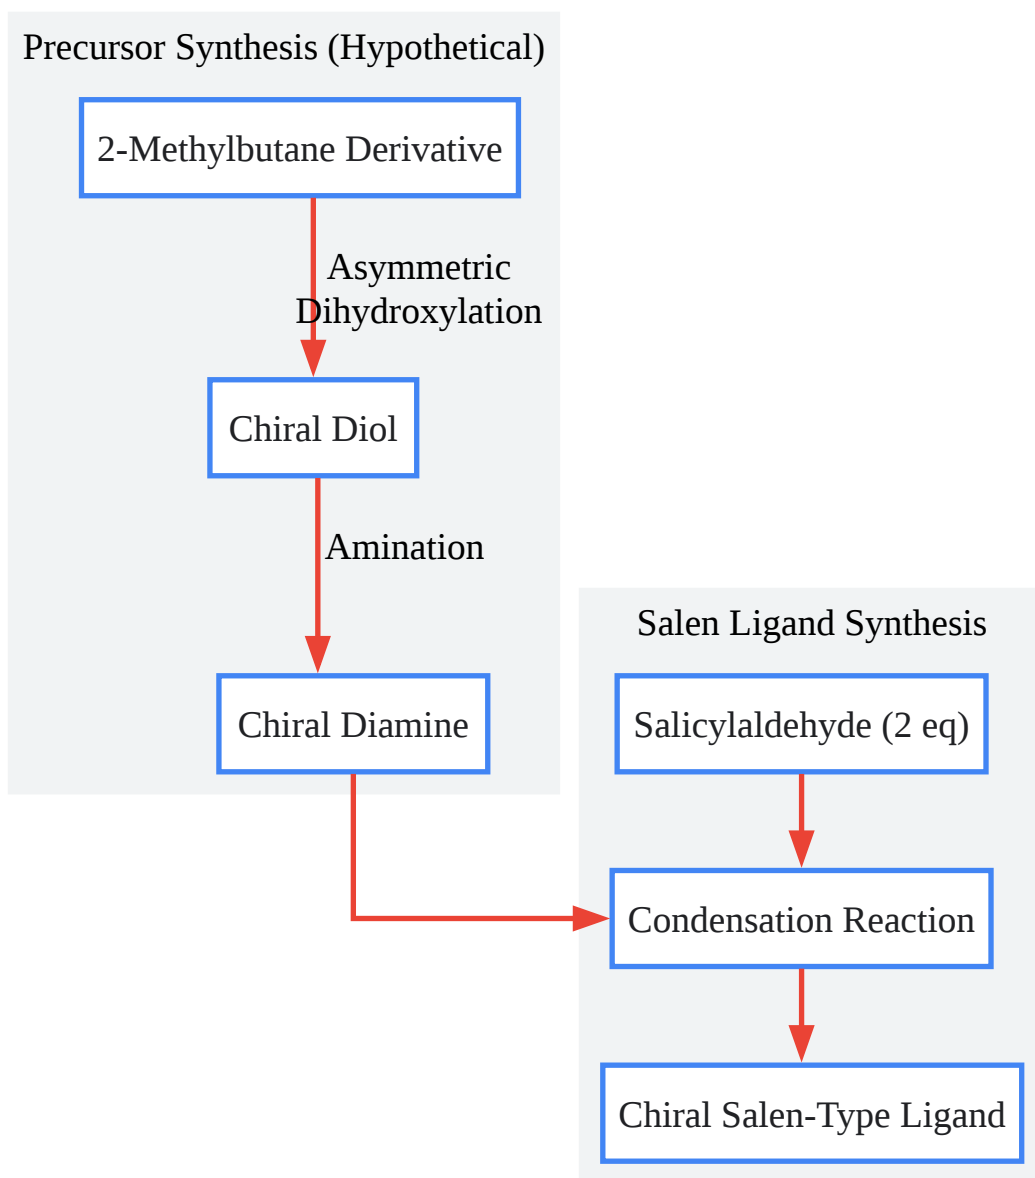 Precursor Synthesis (Hypothetical)
2-Methylbutane Derivative
Asymmetric
Dihydroxylation
Chiral Diol
Amination
Chiral Diamine
Salen Ligand Synthesis
Salicylaldehyde (2 eq)
Condensation Reaction
Chiral Salen-Type Ligand